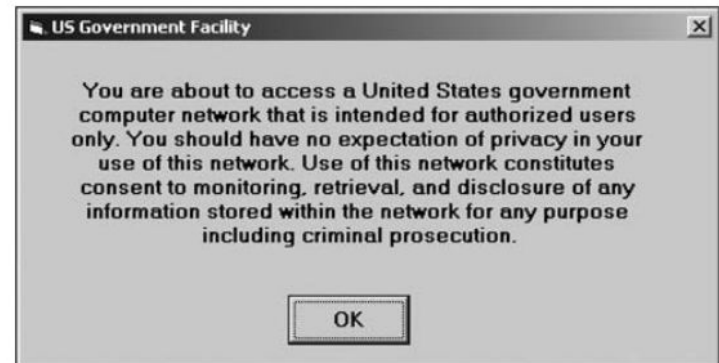 US Government Facility
You are about to access a United States government
computer network that is intended for authorized users
only. You should have no expectation of privacy in your
use of this network. Use of this network constitutes
consent to monitoring, retrieval, and disclosure of any
information stored within the network for any purpose
including criminal prosecution.
OK